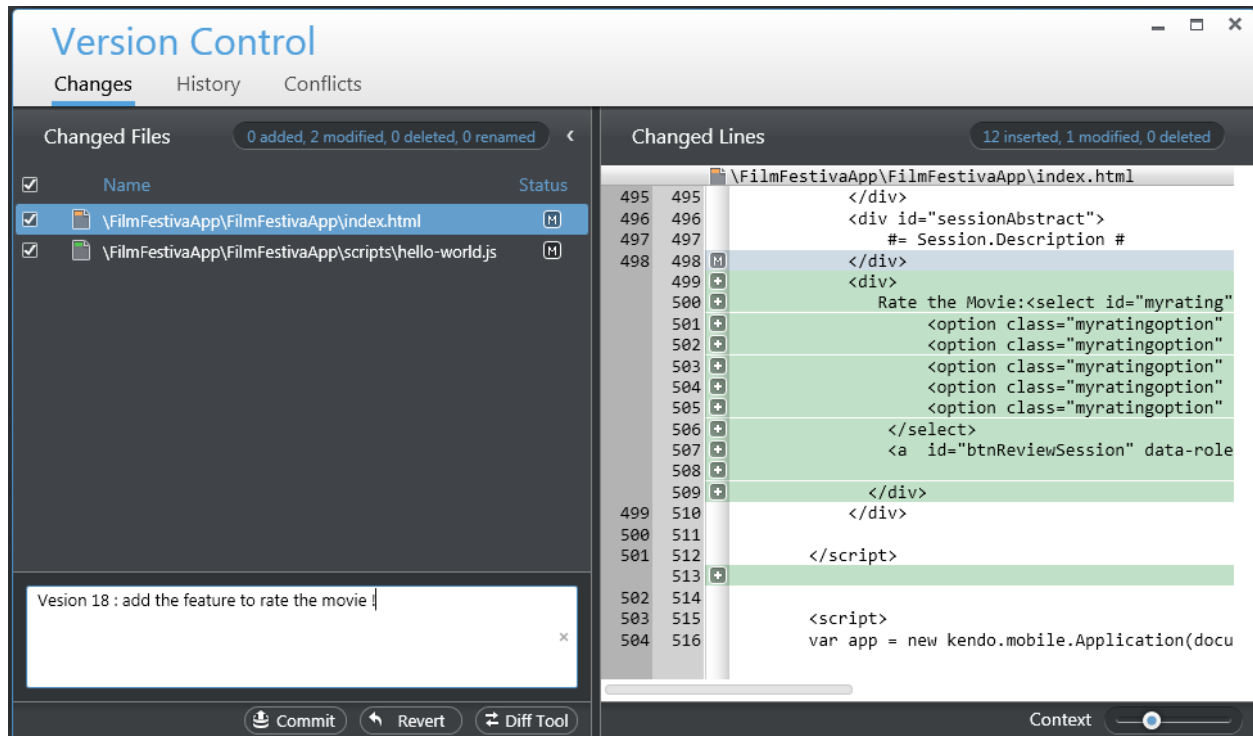 Version Control
Changes History Conflicts
Changed Files 0 added, 2 modified, 0 deleted, 0 renamed
Name Status
\FilmFestivaApp\FilmFestivaApp\index.html M
\FilmFestivaApp\FilmFestivaApp\scripts\hello-world.js M
Vesion 18 : add the feature to rate the movie !
Commit Revert Diff Tool
Changed Lines 12 inserted, 1 modified, 0 deleted
\FilmFestivaApp\FilmFestivaApp\index.html
495 495 </div>
496 496 <div id="sessionAbstract">
497 497 #= Session.Description #
498 498 M </div>
499 + <div>
500 + Rate the Movie:<select id="myrating"
501 + <option class="myratingoption"
502 + <option class="myratingoption"
503 + <option class="myratingoption"
504 + <option class="myratingoption"
505 + <option class="myratingoption"
506 + </select>
507 + <a id="btnReviewSession" data-role
508 +
509 + </div>
499 510 </div>
500 511
501 512 </script>
513 +
502 514
503 515 <script>
504 516 var app = new kendo.mobile.Application(docu
Context